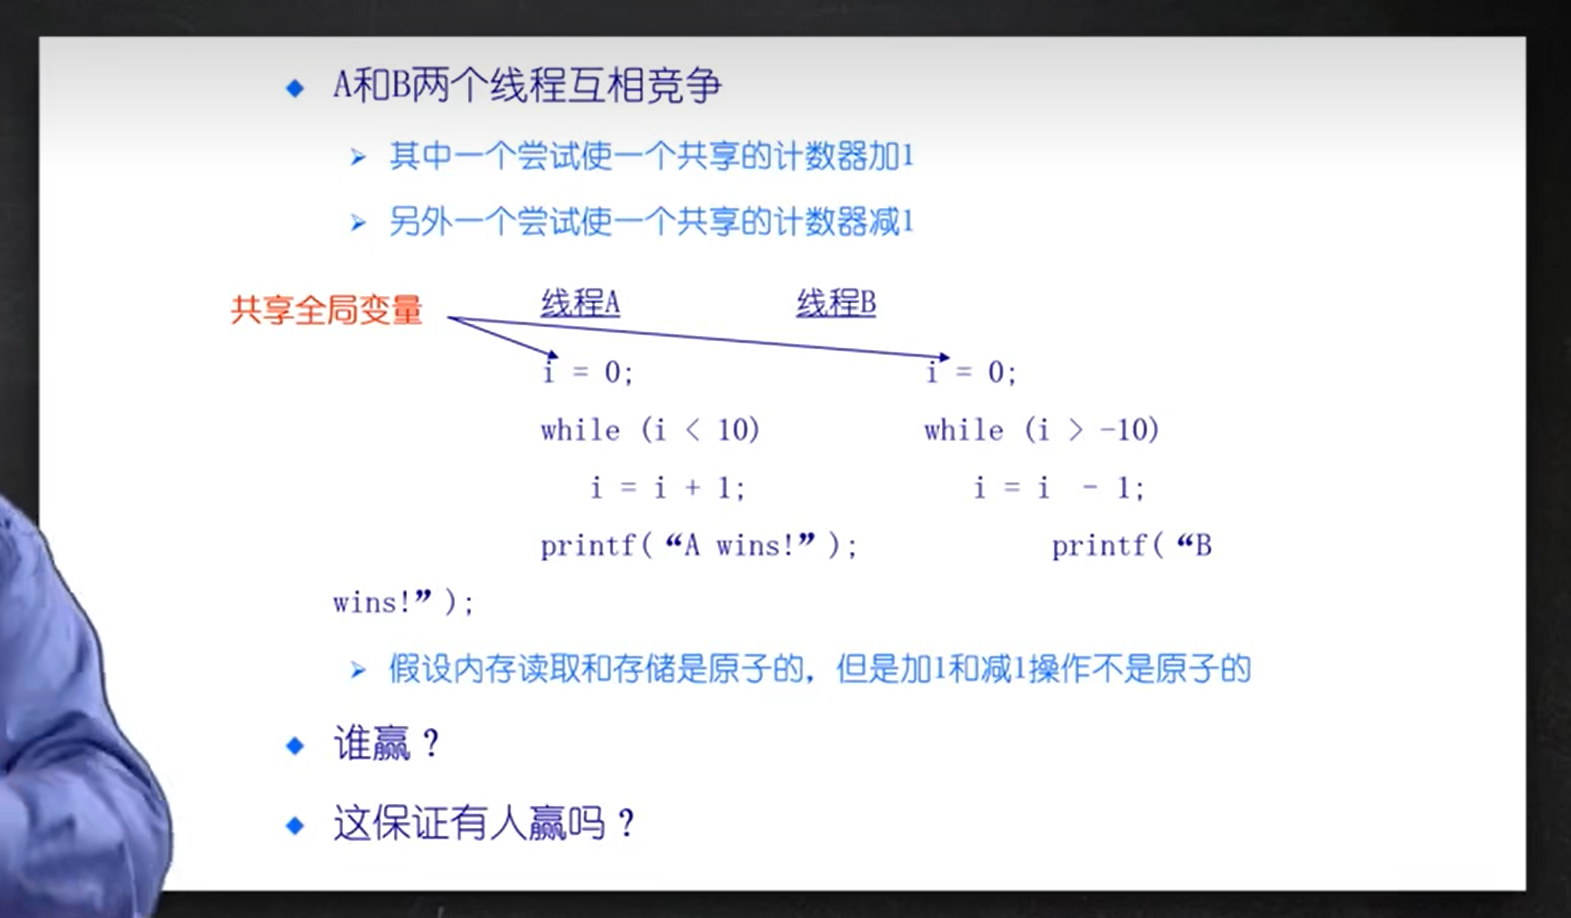 A和B两个线程互相竞争
其中一个尝试使一个共享的计数器加1
另外一个尝试使一个共享的计数器减1
共享全局变量 线程A 线程B
i = 0; i = 0;
while (i < 10) while (i > -10)
i = i + 1; i = i - 1;
printf(“A wins!”); printf(“B
wins!”);
假设内存读取和存储是原子的，但是加1和减1操作不是原子的
谁赢？
这保证有人赢吗？